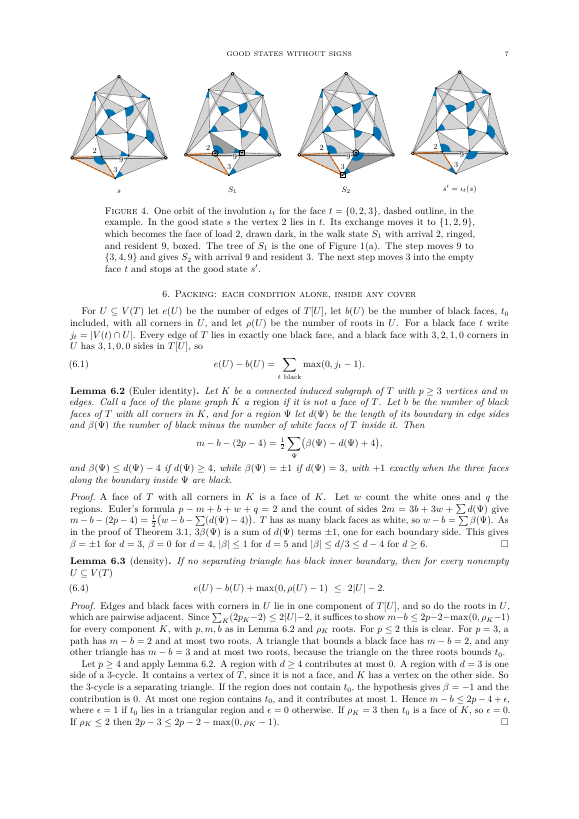 GOOD STATES WITHOUT SIGNS 7
2 9 3
2 9 3
2 9 3
2 9 3
s S₁ S₂ s′ = ιₜ(s)
FIGURE 4. One orbit of the involution ιₜ for the face t = {0, 2, 3}, dashed outline, in the
example. In the good state s the vertex 2 lies in t. Its exchange moves it to {1, 2, 9},
which becomes the face of load 2, drawn dark, in the walk state S₁ with arrival 2, ringed,
and resident 9, boxed. The tree of S₁ is the one of Figure 1(a). The step moves 9 to
{3, 4, 9} and gives S₂ with arrival 9 and resident 3. The next step moves 3 into the empty
face t and stops at the good state s′.
6. PACKING: EACH CONDITION ALONE, INSIDE ANY COVER
For U ⊆ V(T) let e(U) be the number of edges of T[U], let b(U) be the number of black faces, t₀
included, with all corners in U, and let ρ(U) be the number of roots in U. For a black face t write
jₜ = |V(t) ∩ U|. Every edge of T lies in exactly one black face, and a black face with 3, 2, 1, 0 corners in
U has 3, 1, 0, 0 sides in T[U], so
(6.1) e(U) − b(U) = ∑ max(0, jₜ − 1).
t black
Lemma 6.2 (Euler identity). Let K be a connected induced subgraph of T with p ≥ 3 vertices and m
edges. Call a face of the plane graph K a region if it is not a face of T. Let b be the number of black
faces of T with all corners in K, and for a region Ψ let d(Ψ) be the length of its boundary in edge sides
and β(Ψ) the number of black minus the number of white faces of T inside it. Then
m − b − (2p − 4) = ½ ∑ (β(Ψ) − d(Ψ) + 4),
Ψ
and β(Ψ) ≤ d(Ψ) − 4 if d(Ψ) ≥ 4, while β(Ψ) = ±1 if d(Ψ) = 3, with +1 exactly when the three faces
along the boundary inside Ψ are black.
Proof. A face of T with all corners in K is a face of K. Let w count the white ones and q the
regions. Euler's formula p − m + b + w + q = 2 and the count of sides 2m = 3b + 3w + ∑ d(Ψ) give
m − b − (2p − 4) = ½(w − b − ∑(d(Ψ) − 4)). T has as many black faces as white, so w − b = ∑ β(Ψ). As
in the proof of Theorem 3.1, 3β(Ψ) is a sum of d(Ψ) terms ±1, one for each boundary side. This gives
β = ±1 for d = 3, β = 0 for d = 4, |β| ≤ 1 for d = 5 and |β| ≤ d/3 ≤ d − 4 for d ≥ 6. □
Lemma 6.3 (density). If no separating triangle has black inner boundary, then for every nonempty
U ⊆ V(T)
(6.4) e(U) − b(U) + max(0, ρ(U) − 1) ≤ 2|U| − 2.
Proof. Edges and black faces with corners in U lie in one component of T[U], and so do the roots in U,
which are pairwise adjacent. Since ∑_K(2p_K−2) ≤ 2|U|−2, it suffices to show m−b ≤ 2p−2−max(0, ρ_K−1)
for every component K, with p, m, b as in Lemma 6.2 and ρ_K roots. For p ≤ 2 this is clear. For p = 3, a
path has m − b = 2 and at most two roots. A triangle that bounds a black face has m − b = 2, and any
other triangle has m − b = 3 and at most two roots, because the triangle on the three roots bounds t₀.
Let p ≥ 4 and apply Lemma 6.2. A region with d ≥ 4 contributes at most 0. A region with d = 3 is one
side of a 3-cycle. It contains a vertex of T, since it is not a face, and K has a vertex on the other side. So
the 3-cycle is a separating triangle. If the region does not contain t₀, the hypothesis gives β = −1 and the
contribution is 0. At most one region contains t₀, and it contributes at most 1. Hence m − b ≤ 2p − 4 + ϵ,
where ϵ = 1 if t₀ lies in a triangular region and ϵ = 0 otherwise. If ρ_K = 3 then t₀ is a face of K, so ϵ = 0.
If ρ_K ≤ 2 then 2p − 3 ≤ 2p − 2 − max(0, ρ_K − 1). □